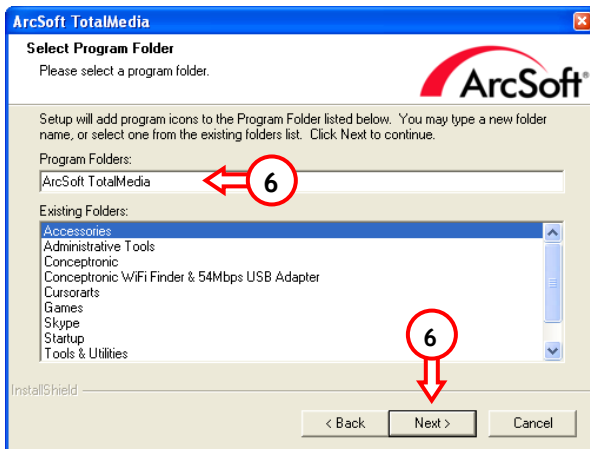 ArcSoft TotalMedia
Select Program Folder
Please select a program folder.
ArcSoft®
Setup will add program icons to the Program Folder listed below. You may type a new folder
name, or select one from the existing folders list. Click Next to continue.
Program Folders:
ArcSoft TotalMedia
6
Existing Folders:
Accessories
Administrative Tools
Conceptronic
Conceptronic WiFi Finder & 54Mbps USB Adapter
Cursorarts
Games
Skype
Startup
Tools & Utilities
6
InstallShield
< Back
Next >
Cancel